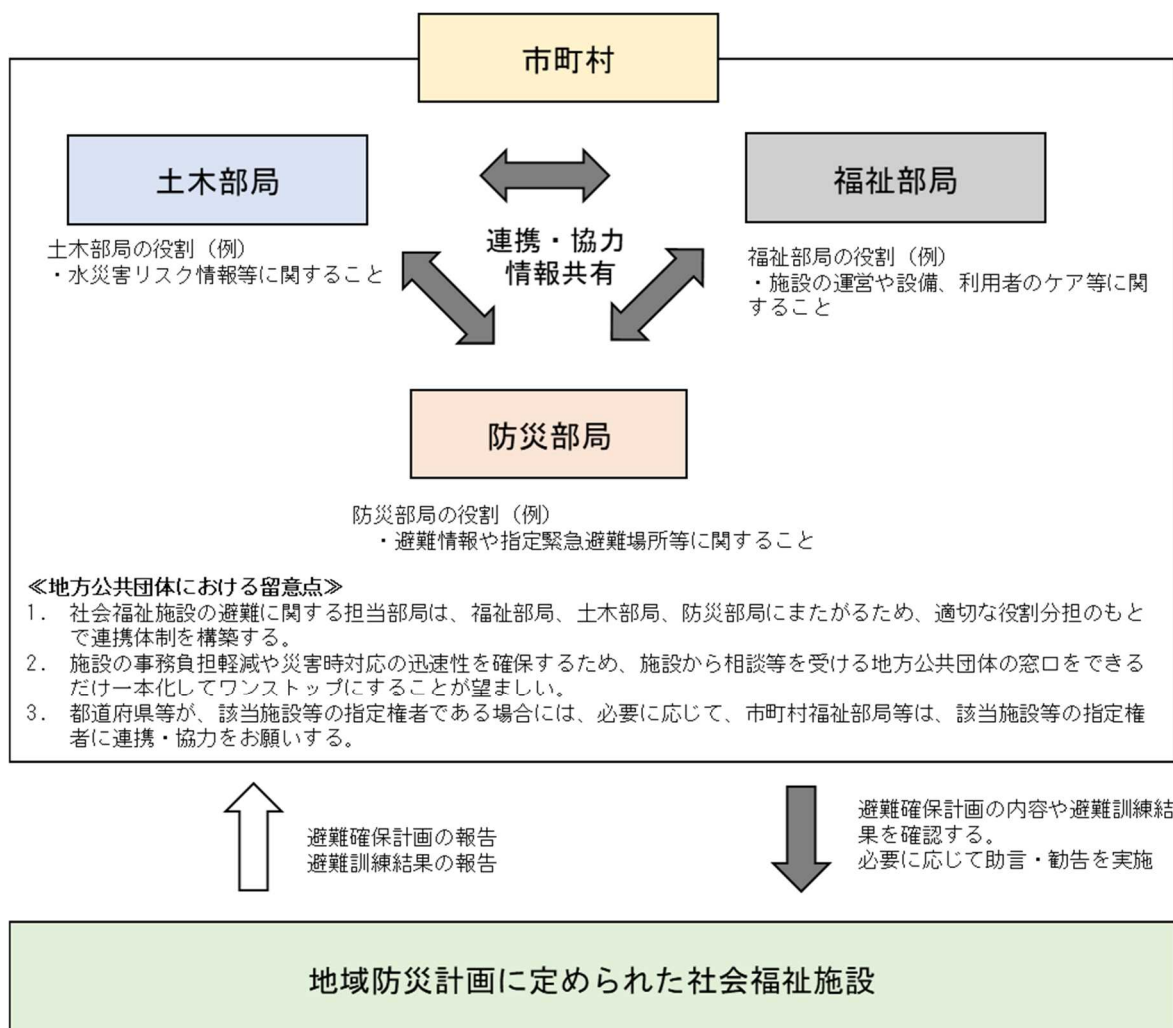 市町村
土木部局
福祉部局
連携・協力
情報共有
土木部局の役割（例）
・水災害リスク情報等に関すること
福祉部局の役割（例）
・施設の運営や設備、利用者のケア等に関
すること
防災部局
防災部局の役割（例）
・避難情報や指定緊急避難場所等に関すること
≪地方公共団体における留意点≫
1. 社会福祉施設の避難に関する担当部局は、福祉部局、土木部局、防災部局にまたがるため、適切な役割分担のもと
で連携体制を構築する。
2. 施設の事務負担軽減や災害時対応の迅速性を確保するため、施設から相談等を受ける地方公共団体の窓口をできる
だけ一本化してワンストップにすることが望ましい。
3. 都道府県等が、該当施設等の指定権者である場合には、必要に応じて、市町村福祉部局等は、該当施設等の指定権
者に連携・協力をお願いする。
避難確保計画の報告
避難訓練結果の報告
避難確保計画の内容や避難訓練結
果を確認する。
必要に応じて助言・勧告を実施
地域防災計画に定められた社会福祉施設